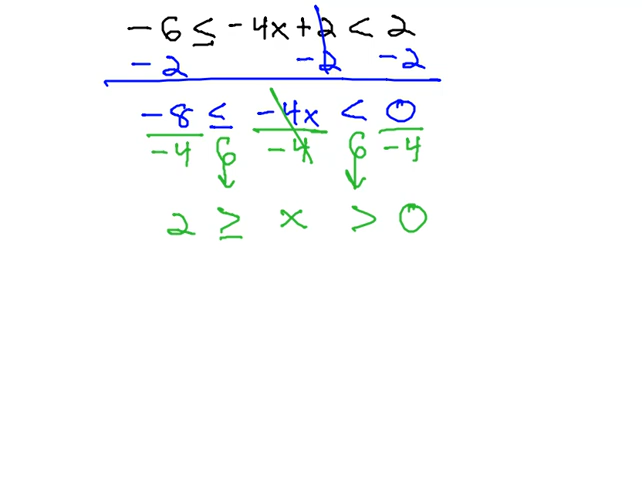 -6 ≤ -4x + 2 < 2
-2 -2 -2
-8 ≤ -4x < 0
-4 -4 -4
2 ≥ x > 0